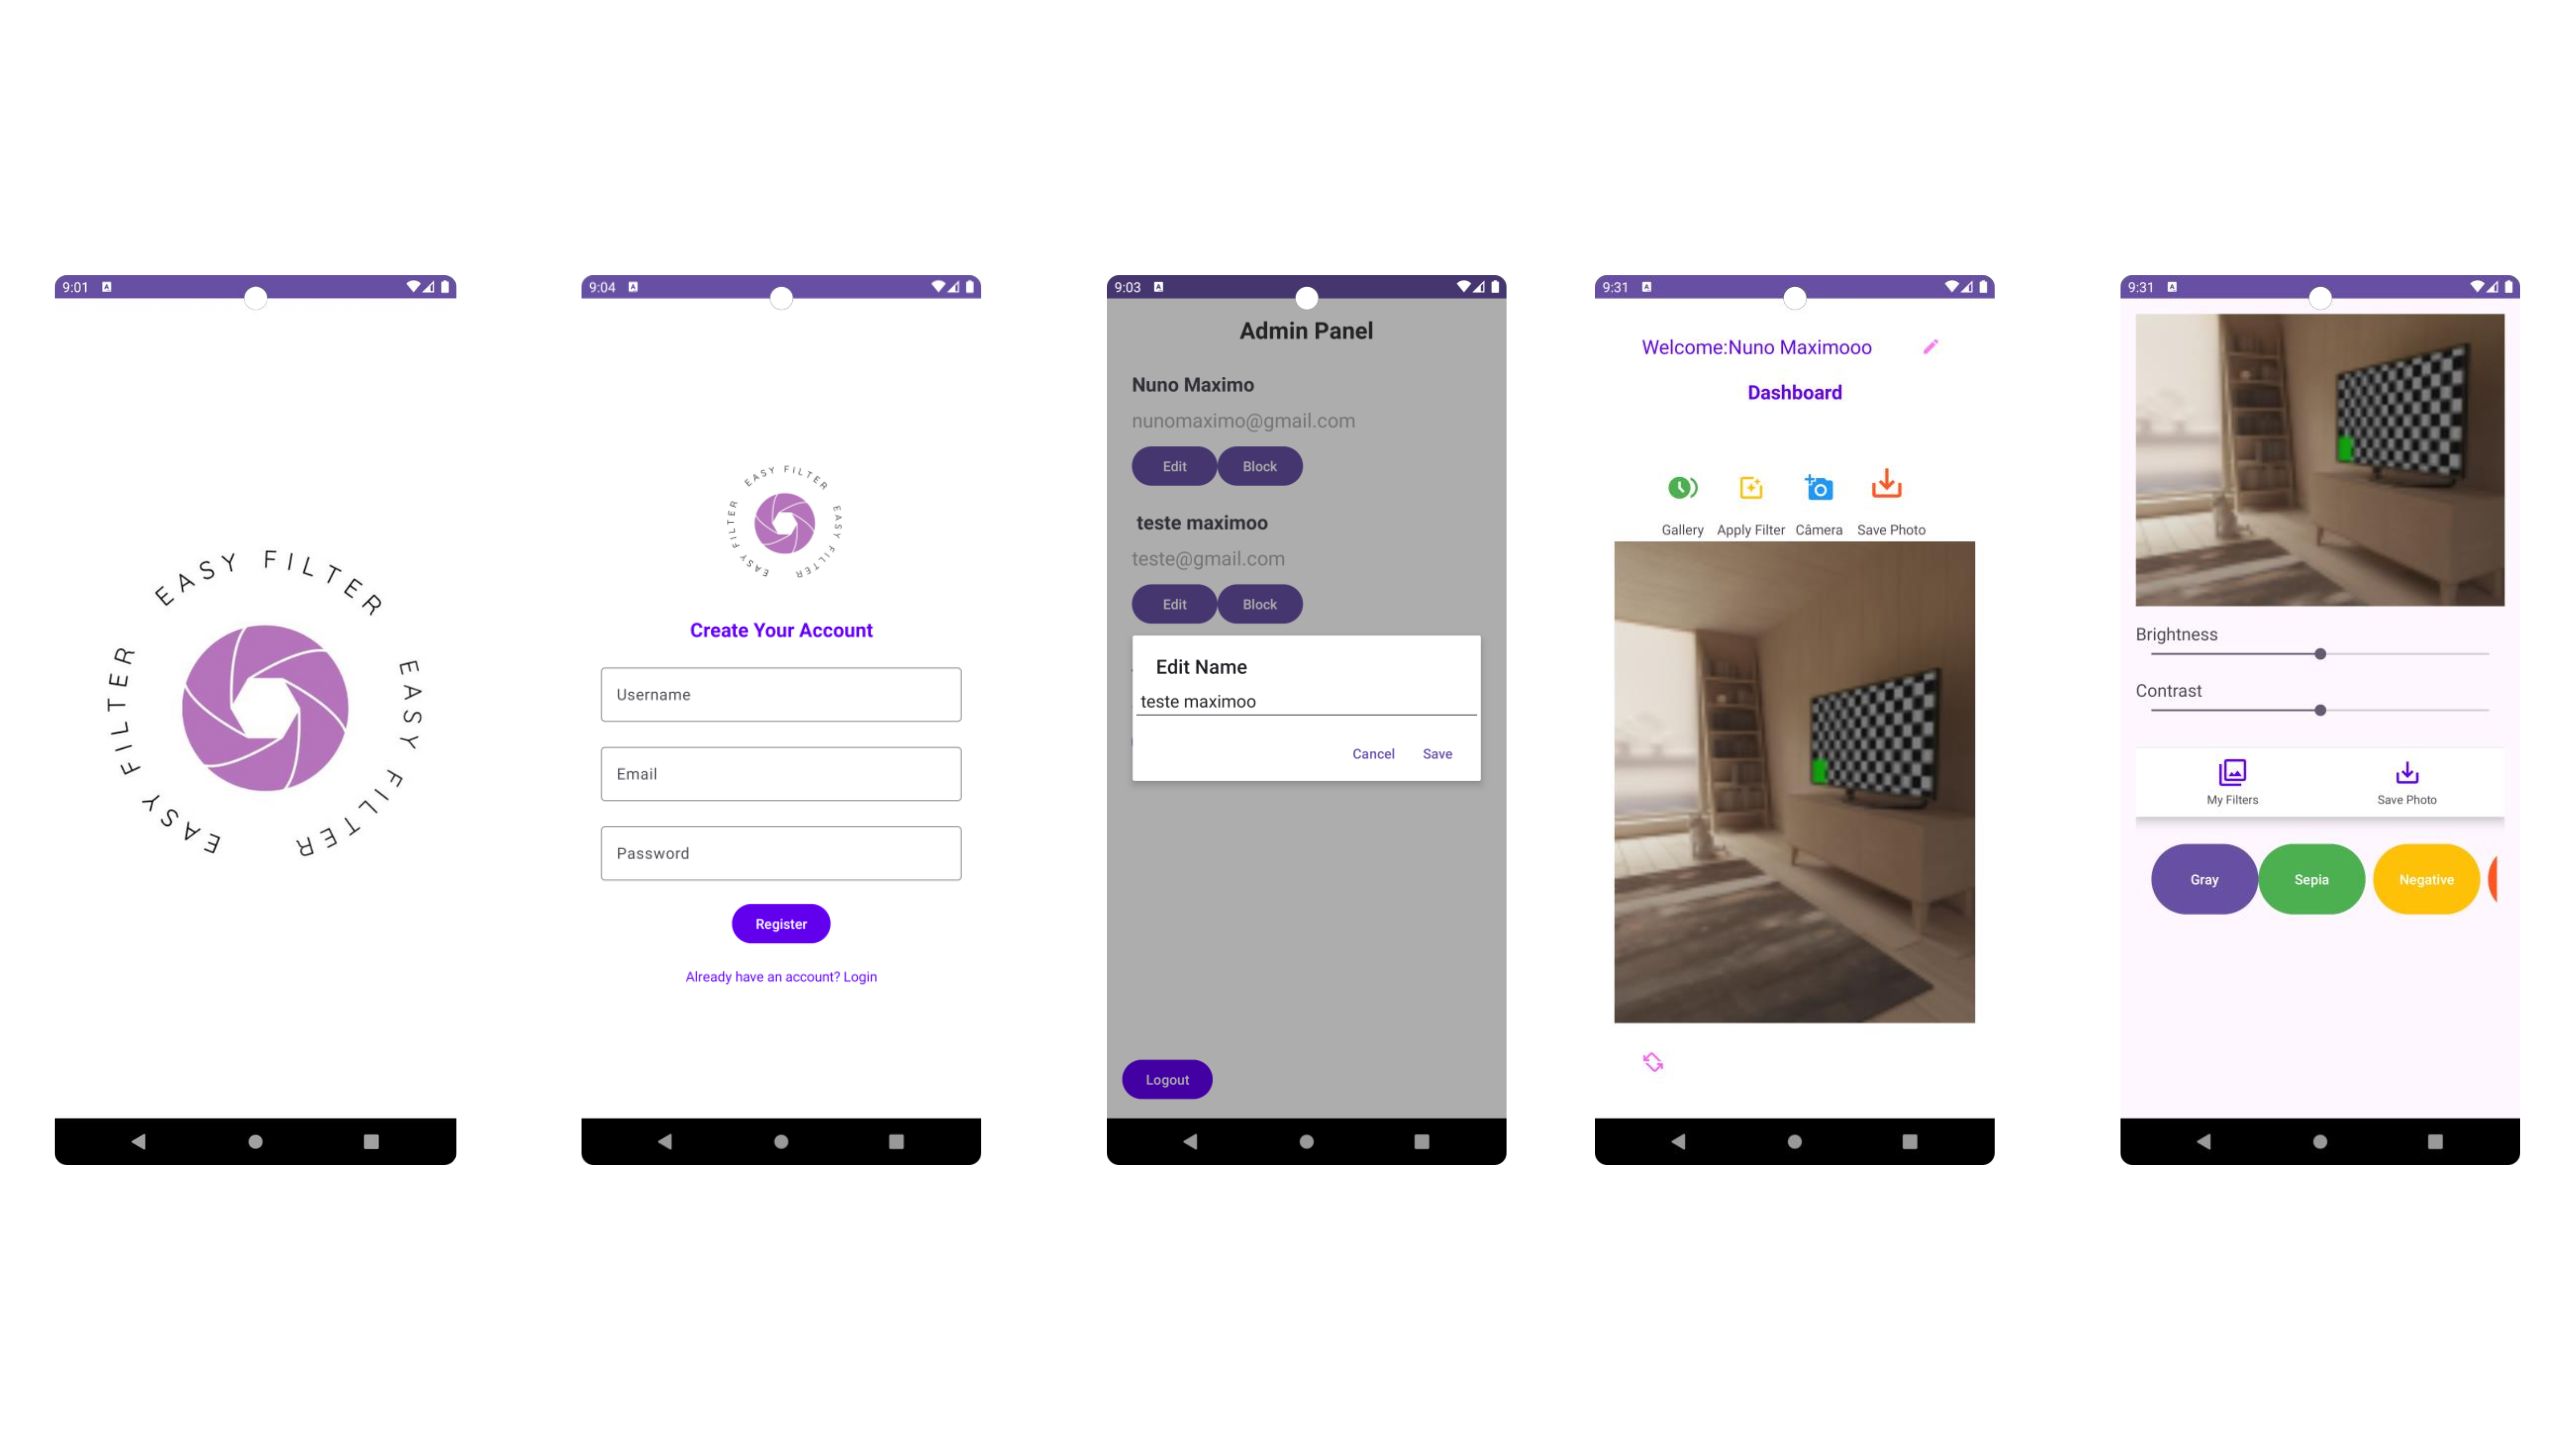 9:01
EASY FILTER EASY FILTER EASY FILTER
9:04
EASY FILTER EASY FILTER EASY FILTER
Create Your Account
Username
Email
Password
Register
Already have an account? Login
9:03
Admin Panel
Nuno Maximo
nunomaximo@gmail.com
Edit Block
teste maximoo
teste@gmail.com
Edit Block
Edit Name
teste maximoo
Cancel Save
Logout
9:31
Welcome:Nuno Maximooo
Dashboard
Gallery Apply Filter Câmera Save Photo
9:31
Brightness
Contrast
My Filters Save Photo
Gray Sepia Negative